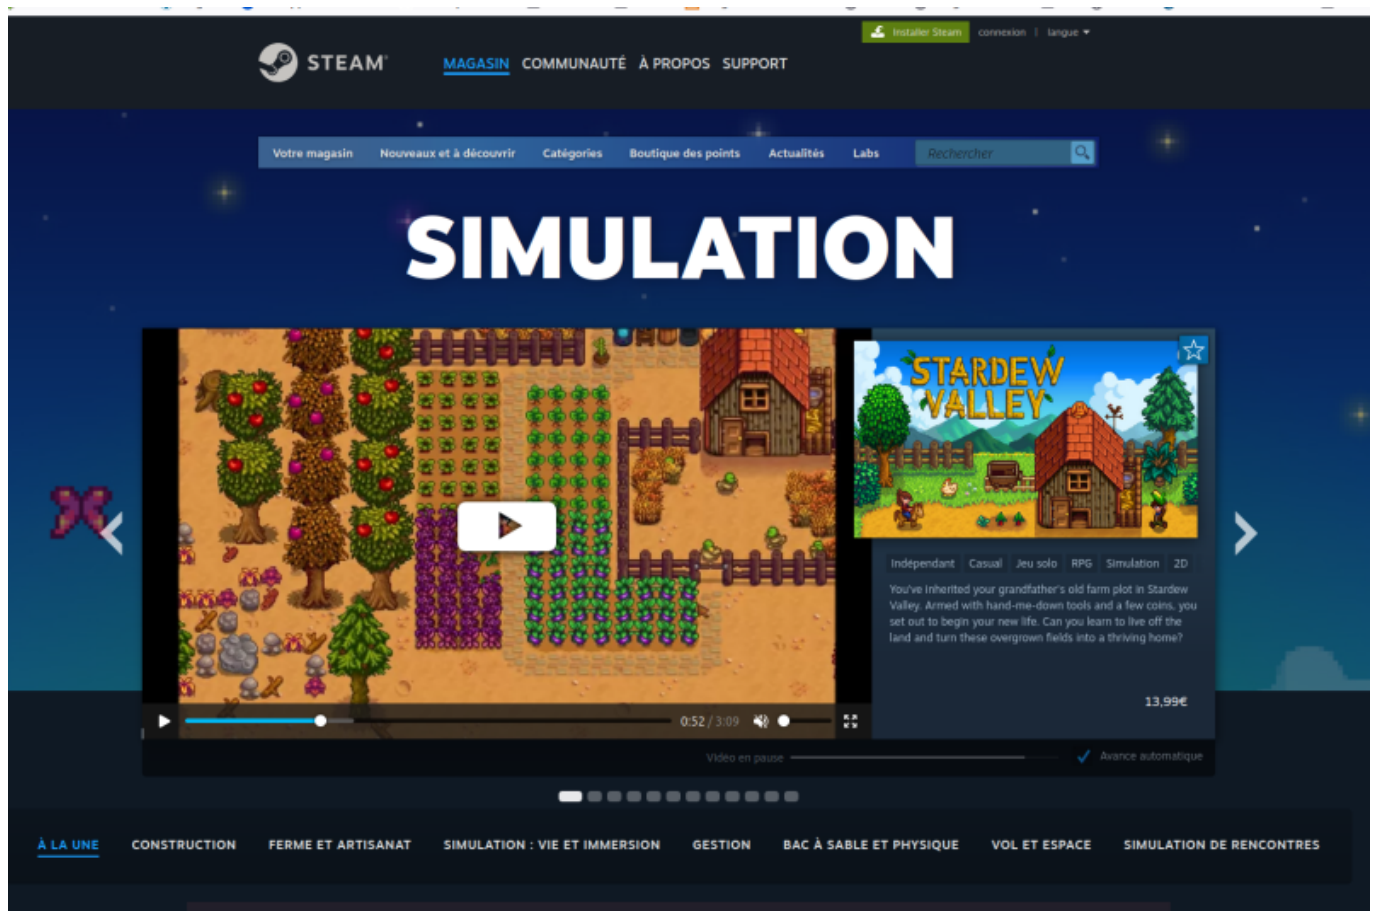 Installer Steam connexion | langue
STEAM®
MAGASIN COMMUNAUTÉ À PROPOS SUPPORT
Votre magasin Nouveaux et à découvrir Catégories Boutique des points Actualités Labs Rechercher
SIMULATION
STARDEW
VALLEY
Indépendant Casual Jeu solo RPG Simulation 2D
You've inherited your grandfather's old farm plot in Stardew
Valley. Armed with hand-me-down tools and a few coins, you
set out to begin your new life. Can you learn to live off the
land and turn these overgrown fields into a thriving home?
13,99€
0:52 / 3:09
Vidéo en pause
Avance automatique
À LA UNE CONSTRUCTION FERME ET ARTISANAT SIMULATION : VIE ET IMMERSION GESTION BAC À SABLE ET PHYSIQUE VOL ET ESPACE SIMULATION DE RENCONTRES